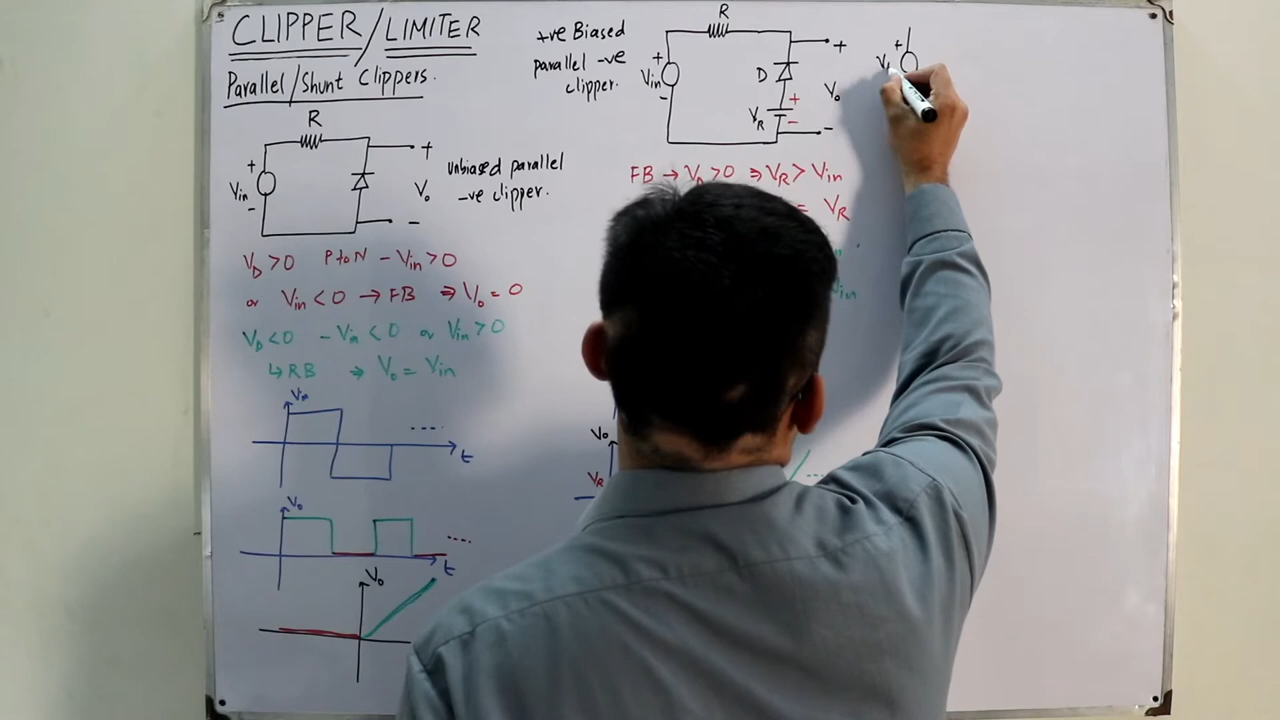 CLIPPER/LIMITER
Parallel/Shunt Clippers.
R
+
Vin
-
+
Vo
-
unbiased parallel
-ve clipper.
VD > 0 P to N - Vin > 0
or Vin < 0 → FB ⇒ Vo = 0
VD < 0 - Vin < 0 or Vin > 0
↳ RB ⇒ Vo = Vin
Vin
....
t
Vo
....
t
Vo
+ve Biased
parallel -ve
clipper.
R
+
Vin
-
D
+
VR
-
+
Vo
-
FB → VD > 0 ⇒ VR > Vin
= VR
Vin
Vo
VR
....
+